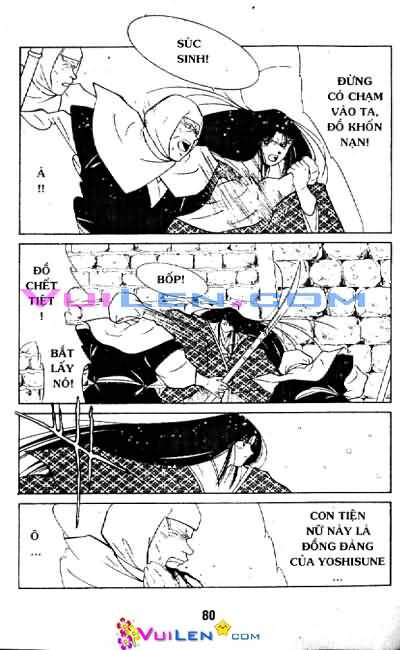 SÚC
SINH!
ĐỪNG
CÓ CHẠM
VÀO TA,
ĐỒ KHỐN
NẠN!
Á
!!
ĐỒ
CHẾT
TIỆT
!
BỐP!
VUILEN.COM
BẮT
LẤY
NÓ!
Ô
...
CON TIỆN
NỮ NÀY LÀ
ĐỒNG ĐẢNG
CỦA YOSHISUNE
...
80
VUILEN.COM